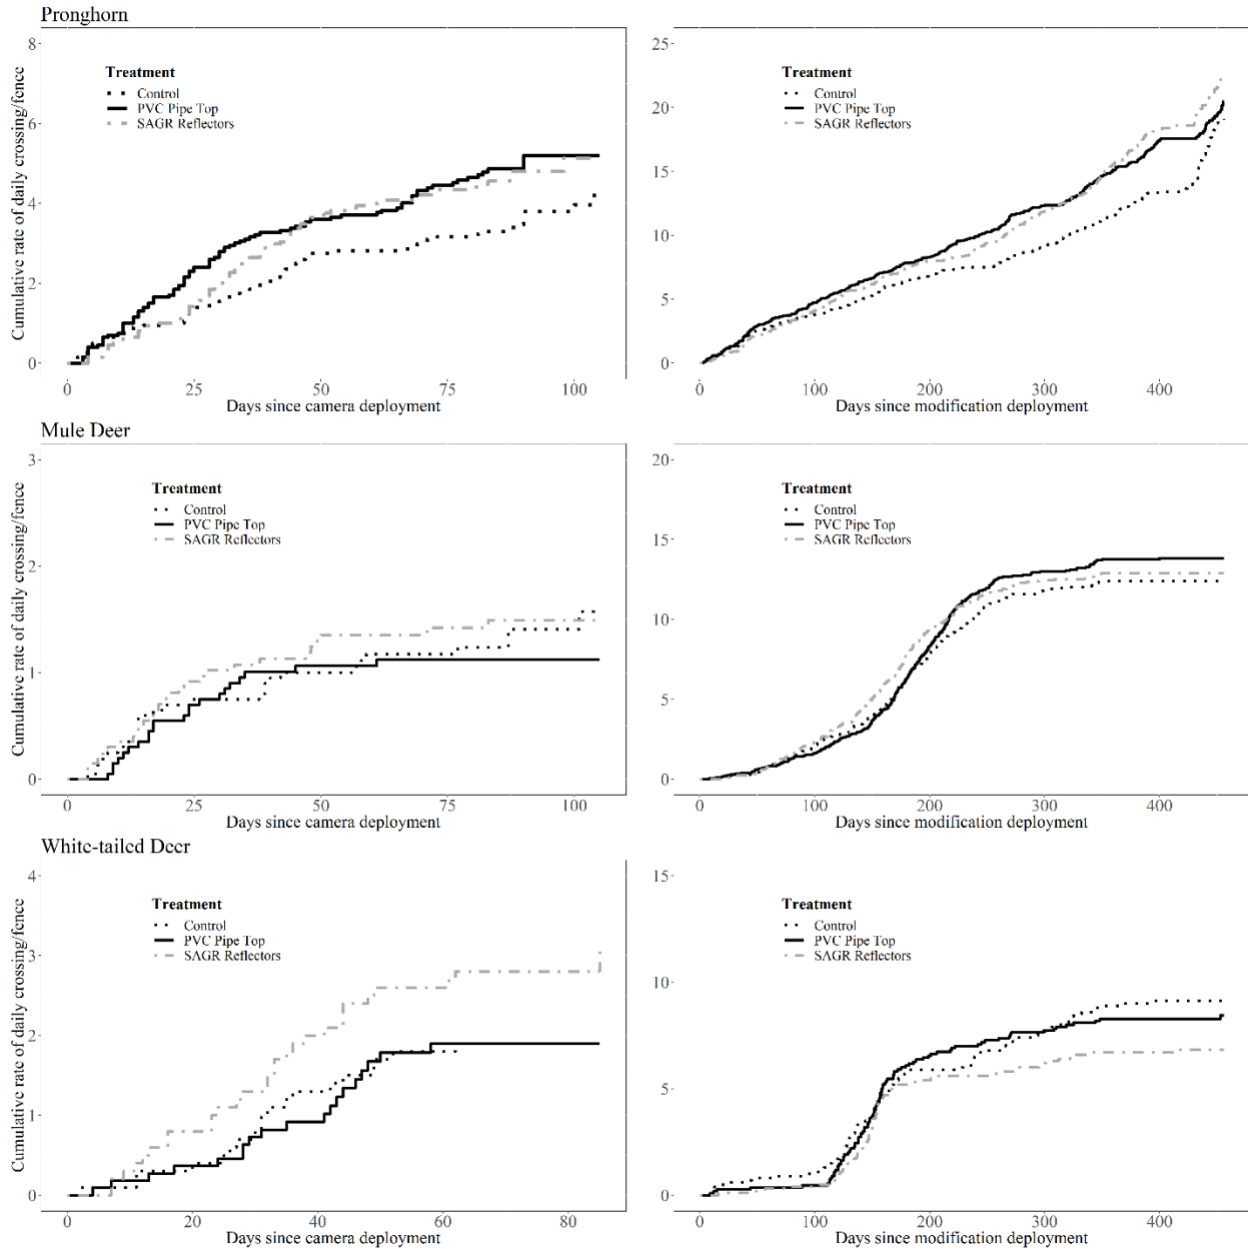 Pronghorn
Cumulative rate of daily crossing/fence
8
6
4
2
0
Treatment
Control
PVC Pipe Top
SAGR Reflectors
0 25 50 75 100
Days since camera deployment
25
20
15
10
5
0
Treatment
Control
PVC Pipe Top
SAGR Reflectors
0 100 200 300 400
Days since modification deployment
Mule Deer
Cumulative rate of daily crossing/fence
3
2
1
0
Treatment
Control
PVC Pipe Top
SAGR Reflectors
0 25 50 75 100
Days since camera deployment
20
15
10
5
0
Treatment
Control
PVC Pipe Top
SAGR Reflectors
0 100 200 300 400
Days since modification deployment
White-tailed Deer
Cumulative rate of daily crossing/fence
4
3
2
1
0
Treatment
Control
PVC Pipe Top
SAGR Reflectors
0 20 40 60 80
Days since camera deployment
15
10
5
0
Treatment
Control
PVC Pipe Top
SAGR Reflectors
0 100 200 300 400
Days since modification deployment